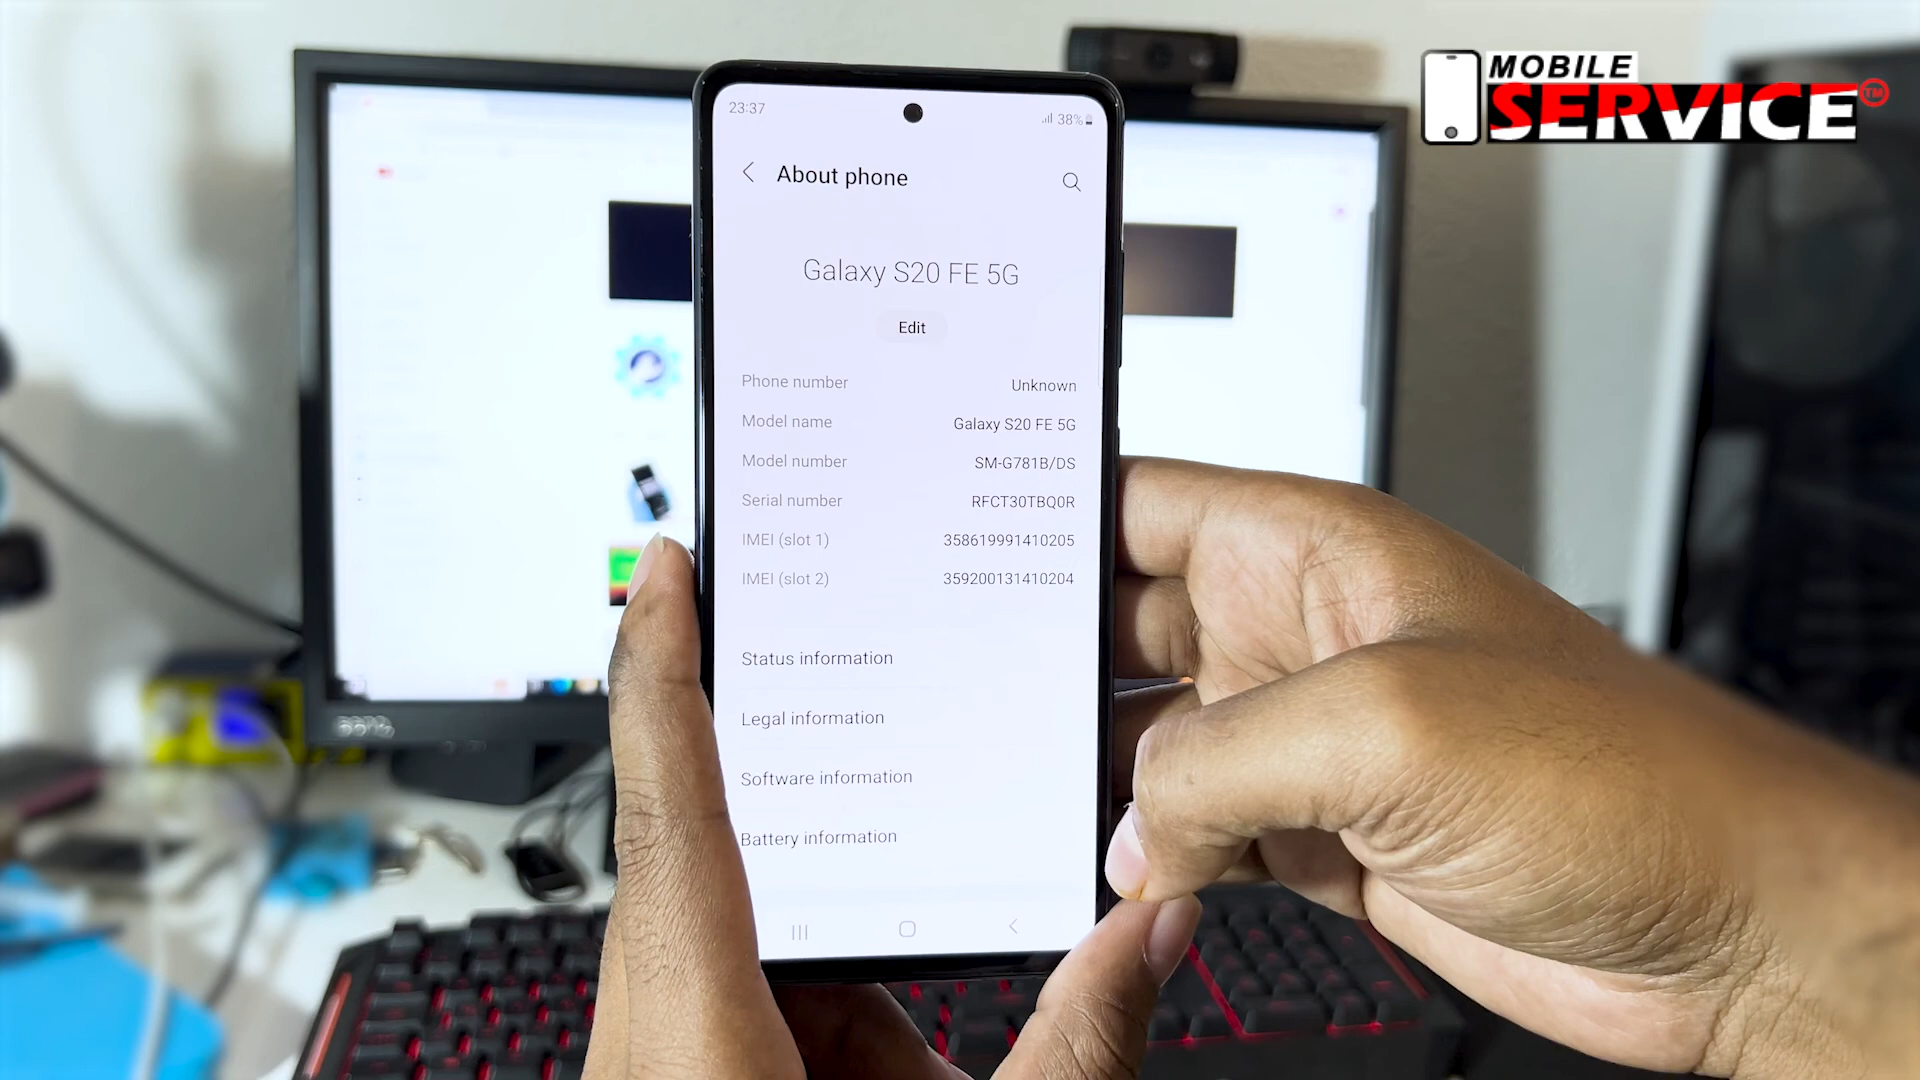 MOBILE
SERVICE™
23:37
38%
About phone
Galaxy S20 FE 5G
Edit
Phone number Unknown
Model name Galaxy S20 FE 5G
Model number SM-G781B/DS
Serial number RFCT30TBQ0R
IMEI (slot 1) 358619991410205
IMEI (slot 2) 359200131410204
Status information
Legal information
Software information
Battery information
BenQ